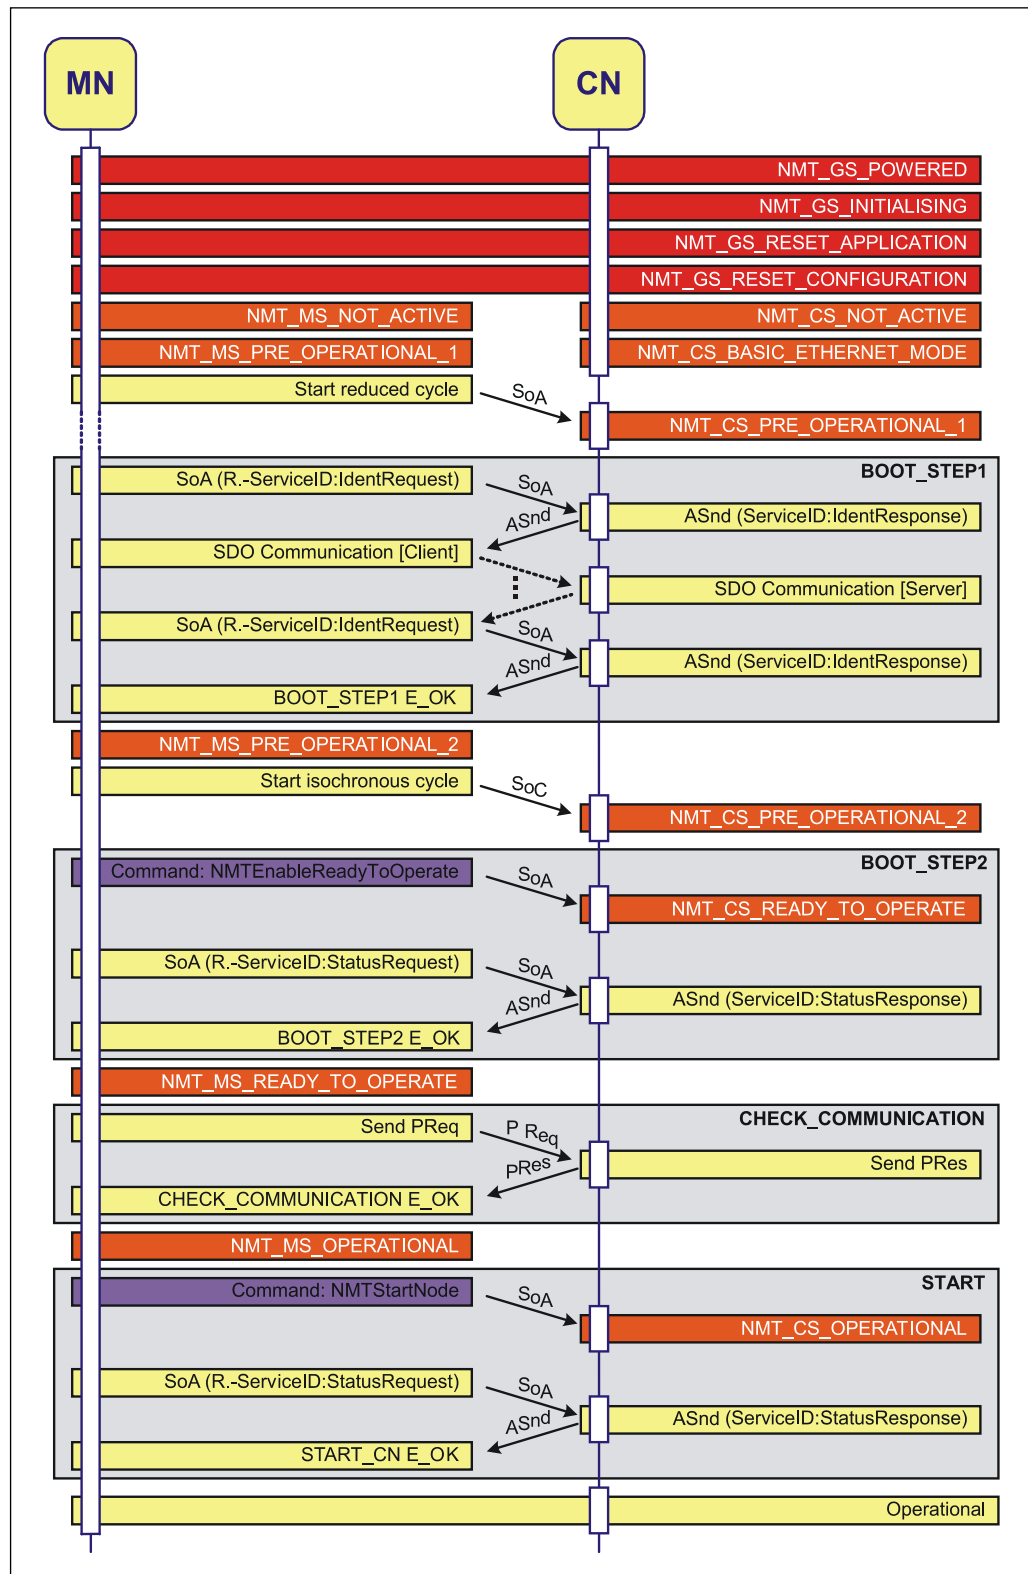 MN
CN
NMT_GS_POWERED
NMT_GS_INITIALISING
NMT_GS_RESET_APPLICATION
NMT_GS_RESET_CONFIGURATION
NMT_MS_NOT_ACTIVE
NMT_CS_NOT_ACTIVE
NMT_MS_PRE_OPERATIONAL_1
NMT_CS_BASIC_ETHERNET_MODE
Start reduced cycle
SoA
NMT_CS_PRE_OPERATIONAL_1
BOOT_STEP1
SoA (R.-ServiceID:IdentRequest)
SoA
ASnd (ServiceID:IdentResponse)
ASnd
SDO Communication [Client]
SDO Communication [Server]
SoA (R.-ServiceID:IdentRequest)
SoA
ASnd (ServiceID:IdentResponse)
ASnd
BOOT_STEP1 E_OK
NMT_MS_PRE_OPERATIONAL_2
Start isochronous cycle
SoC
NMT_CS_PRE_OPERATIONAL_2
BOOT_STEP2
Command: NMTEnableReadyToOperate
SoA
NMT_CS_READY_TO_OPERATE
SoA (R.-ServiceID:StatusRequest)
SoA
ASnd (ServiceID:StatusResponse)
ASnd
BOOT_STEP2 E_OK
NMT_MS_READY_TO_OPERATE
CHECK_COMMUNICATION
Send PReq
P Req
Send PRes
PRes
CHECK_COMMUNICATION E_OK
NMT_MS_OPERATIONAL
START
Command: NMTStartNode
SoA
NMT_CS_OPERATIONAL
SoA (R.-ServiceID:StatusRequest)
SoA
ASnd (ServiceID:StatusResponse)
ASnd
START_CN E_OK
Operational